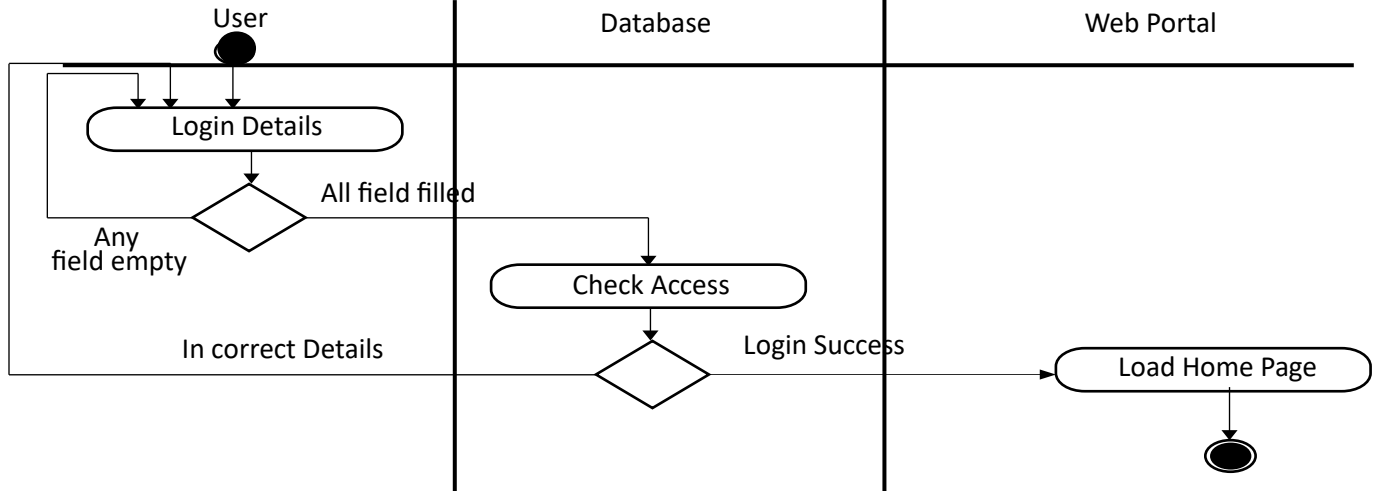 User
Database
Web Portal
Login Details
All field filled
Any
field empty
Check Access
In correct Details
Login Success
Load Home Page